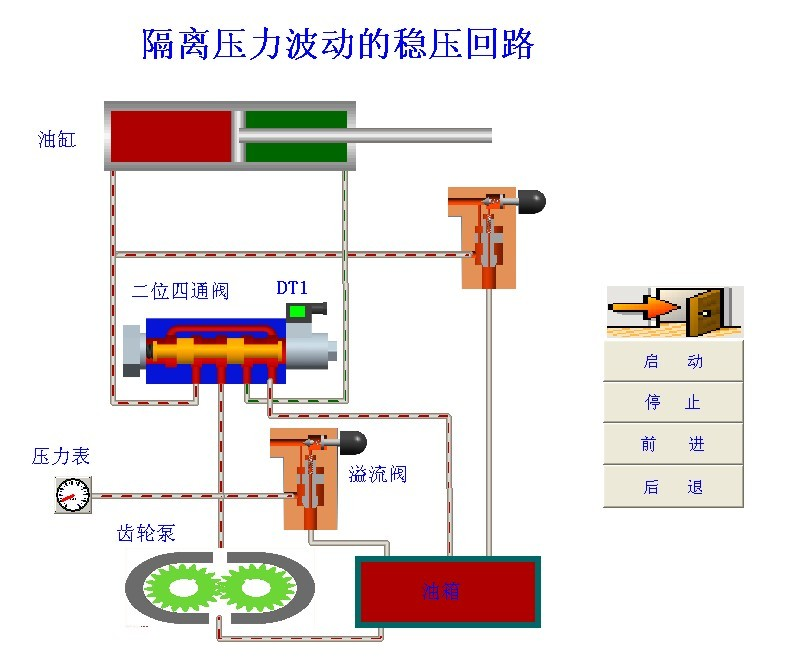 隔离压力波动的稳压回路
油缸
二位四通阀
DT1
启 动
停 止
前 进
后 退
压力表
溢流阀
齿轮泵
油箱